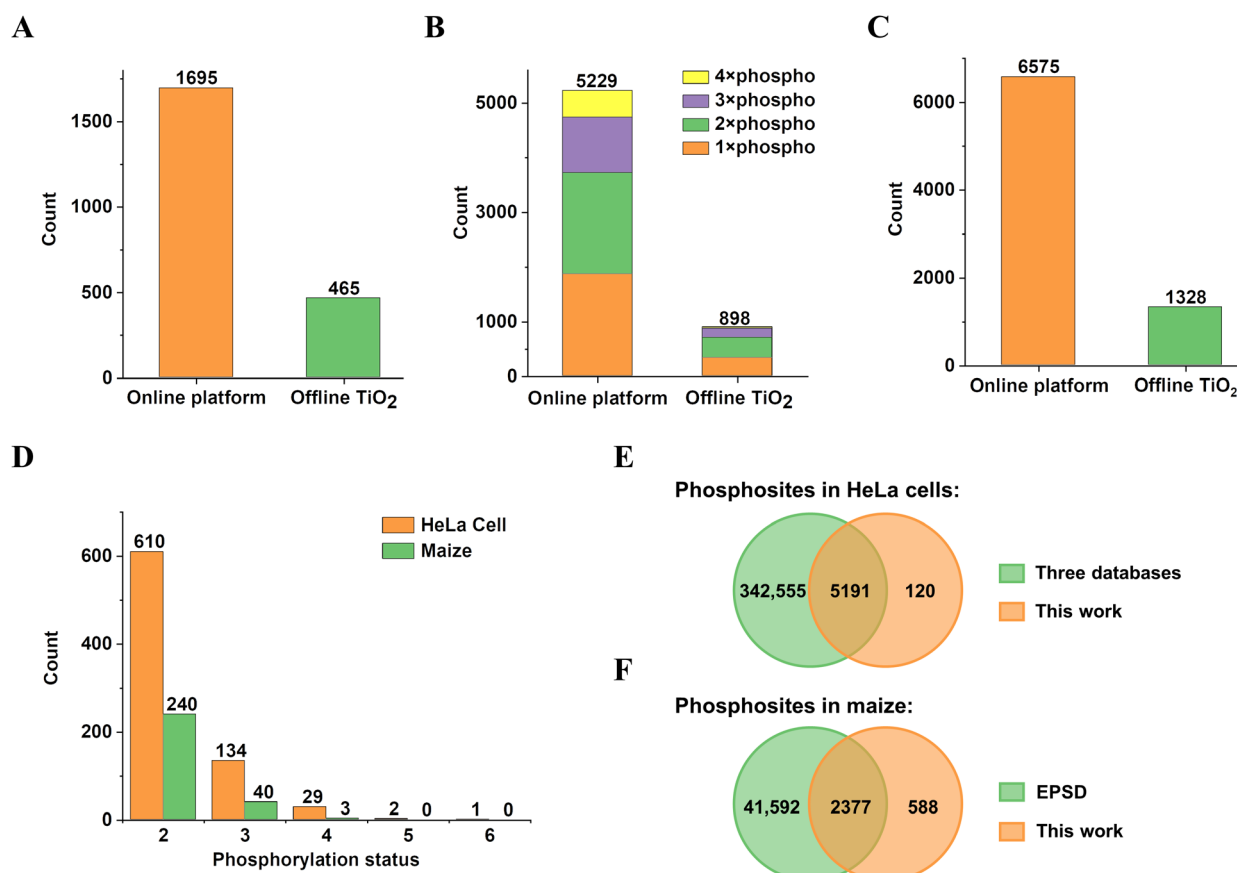 A
Count
1500
1000
500
0
1695
465
Online platform
Offline TiO2
B
Count
5000
3000
1000
0
5229
898
4×phospho
3×phospho
2×phospho
1×phospho
Online platform
Offline TiO2
C
Count
6000
4000
2000
0
6575
1328
Online platform
Offline TiO2
D
Count
600
400
200
0
HeLa Cell
Maize
610
240
134
40
29
3
2
0
1
0
2
3
4
5
6
Phosphorylation status
E
Phosphosites in HeLa cells:
342,555
5191
120
Three databases
This work
F
Phosphosites in maize:
41,592
2377
588
EPSD
This work